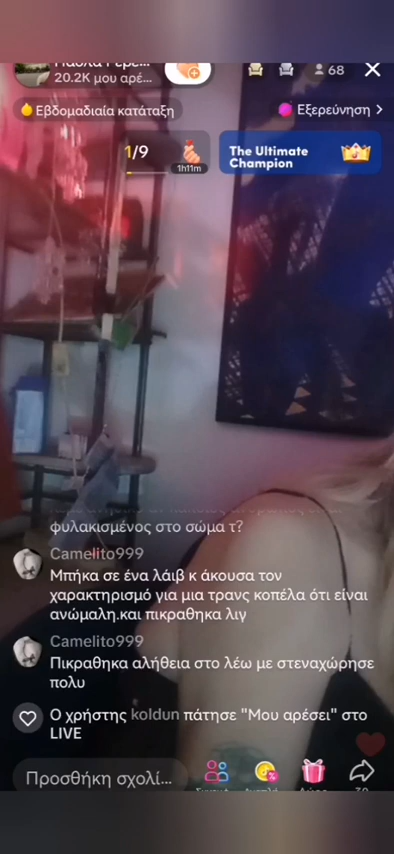 20.2K μου αρέ...
68
Εβδομαδιαία κατάταξη
Εξερεύνηση >
1/9
1h11m
The Ultimate
Champion
φυλακισμένος στο σώμα τ?
Camelito999
Μπήκα σε ένα λάιβ κ άκουσα τον
χαρακτηρισμό για μια τρανς κοπέλα ότι είναι
ανώμαλη.και πικραθηκα λιγ
Camelito999
Πικραθηκα αλήθεια στο λέω με στεναχώρησε
πολυ
Ο χρήστης koldun πάτησε "Μου αρέσει" στο
LIVE
Προσθήκη σχολί...